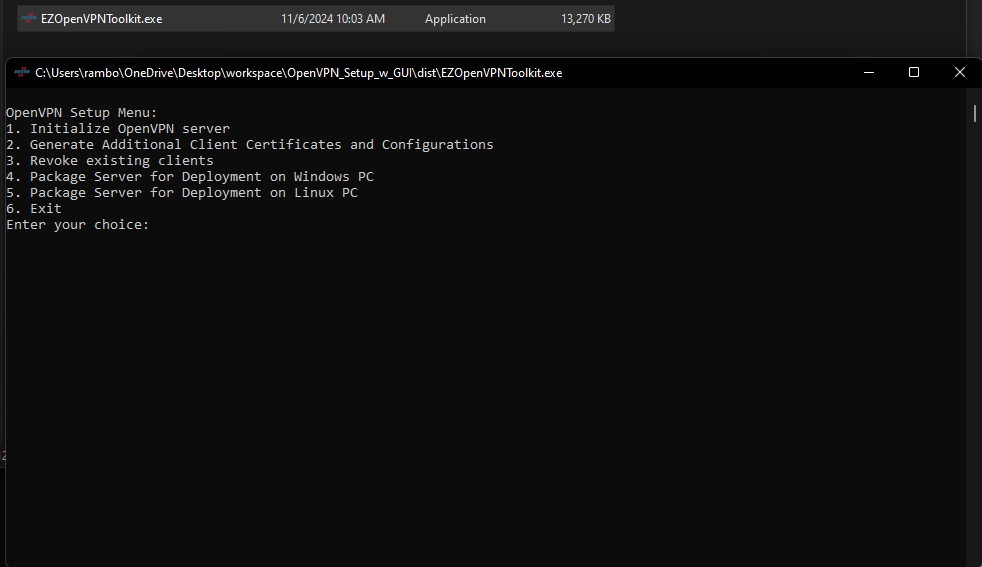 EZOpenVPNToolkit.exe 11/6/2024 10:03 AM Application 13,270 KB
C:\Users\rambo\OneDrive\Desktop\workspace\OpenVPN_Setup_w_GUI\dist\EZOpenVPNToolkit.exe
OpenVPN Setup Menu:
1. Initialize OpenVPN server
2. Generate Additional Client Certificates and Configurations
3. Revoke existing clients
4. Package Server for Deployment on Windows PC
5. Package Server for Deployment on Linux PC
6. Exit
Enter your choice:
2